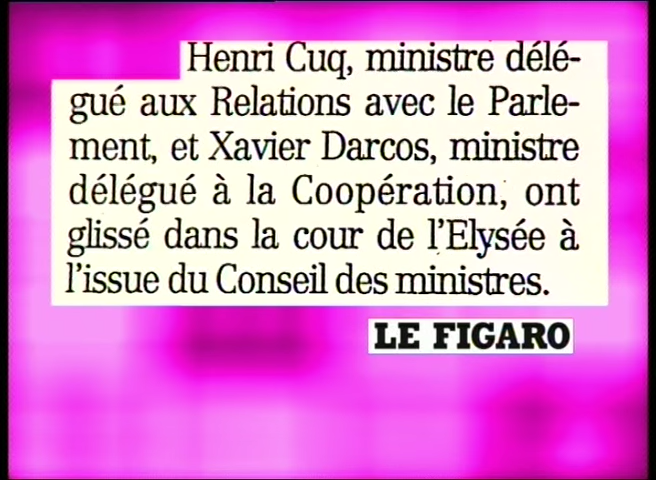 Henri Cuq, ministre délé-
gué aux Relations avec le Parle-
ment, et Xavier Darcos, ministre
délégué à la Coopération, ont
glissé dans la cour de l'Elysée à
l'issue du Conseil des ministres.
LE FIGARO